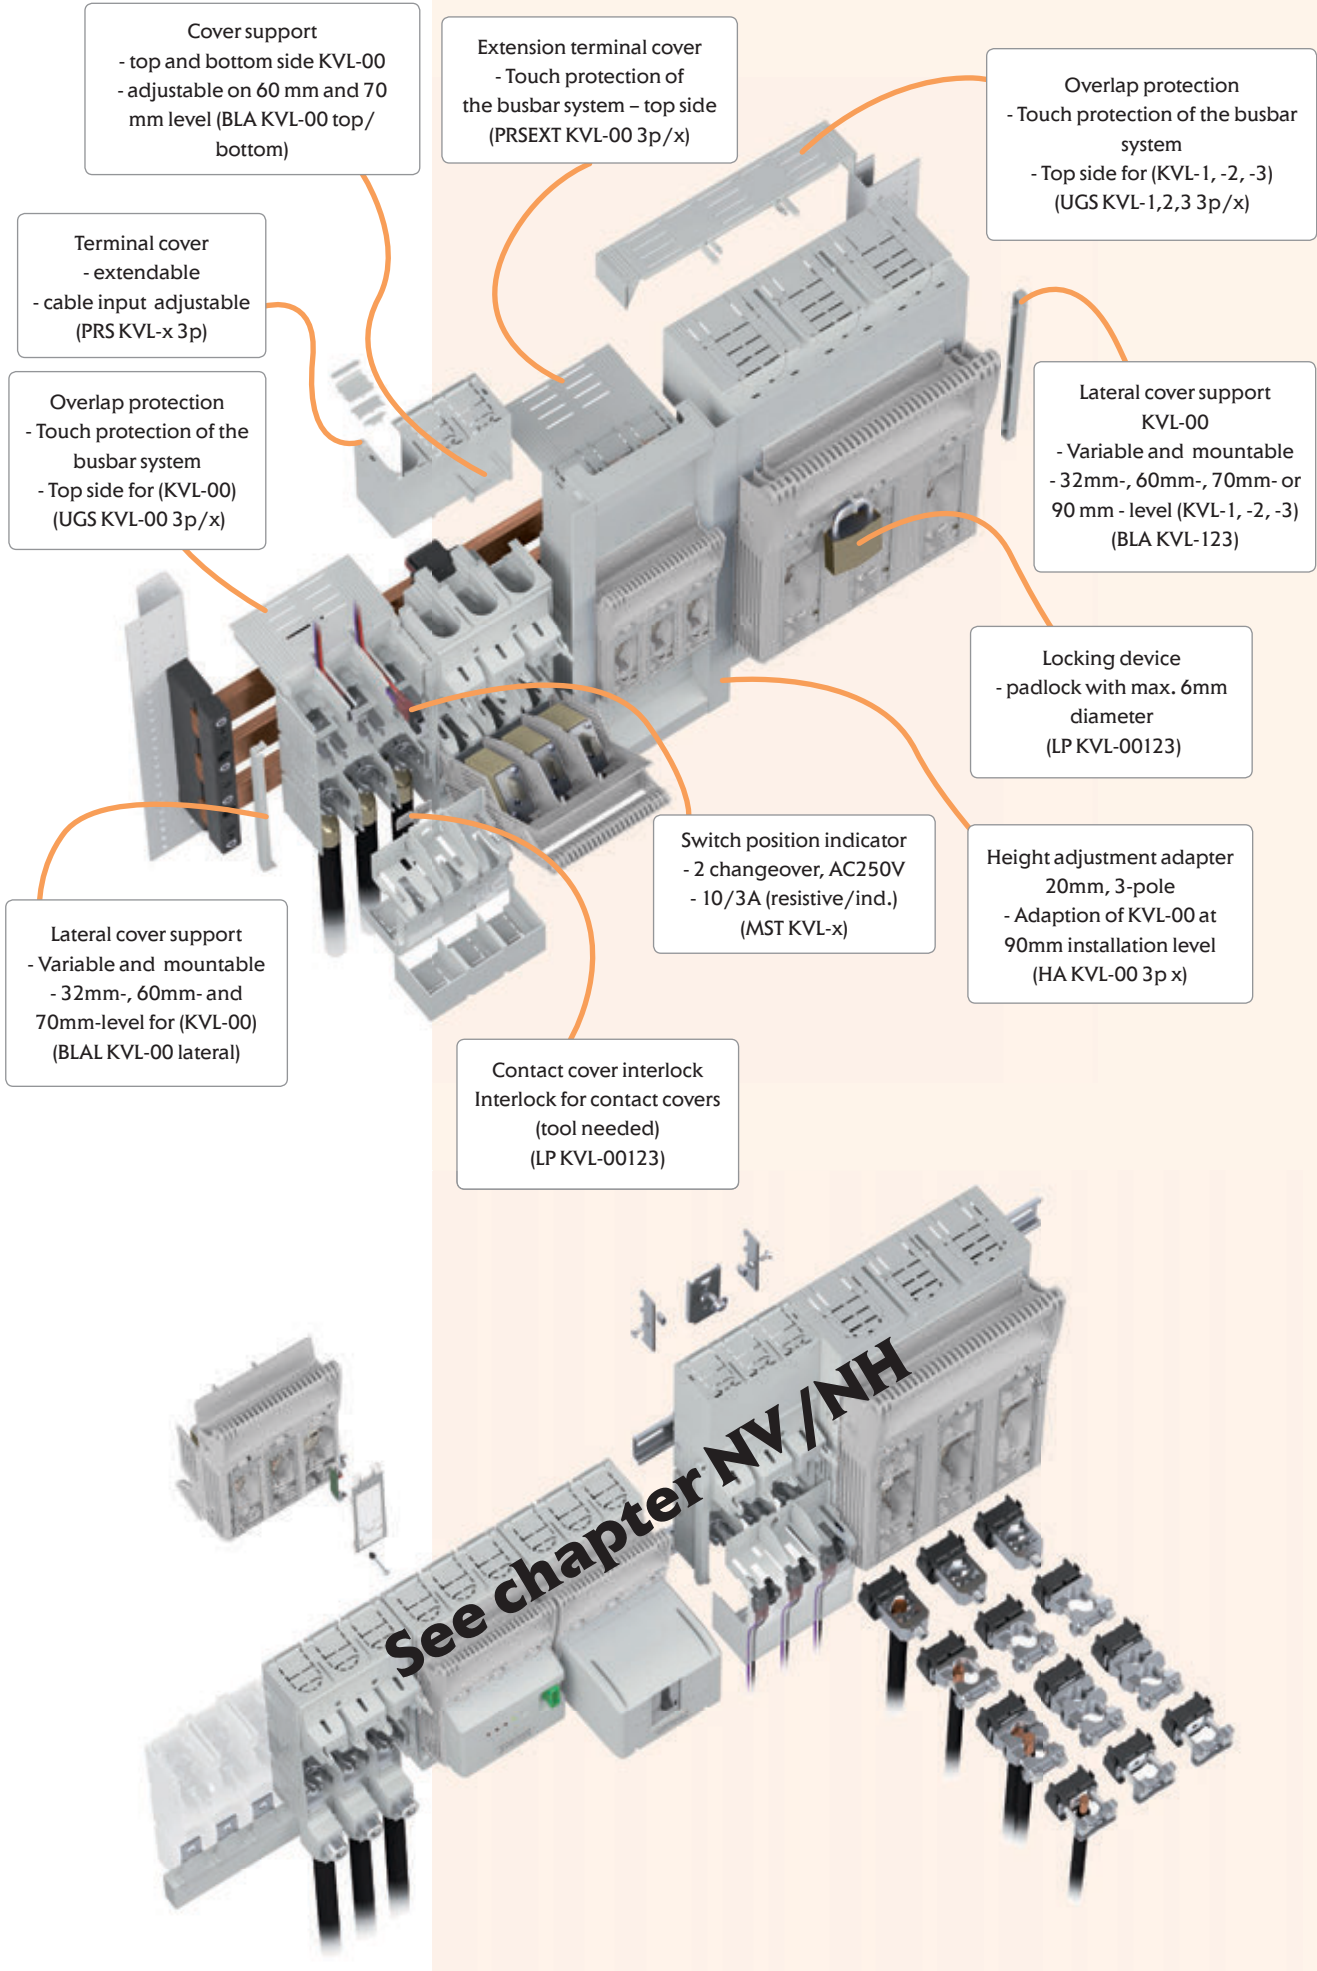 Cover support
- top and bottom side KVL-00
- adjustable on 60 mm and 70
mm level (BLA KVL-00 top/
bottom)
Extension terminal cover
- Touch protection of
the busbar system – top side
(PRSEXT KVL-00 3p/x)
Overlap protection
- Touch protection of the busbar
system
- Top side for (KVL-1, -2, -3)
(UGS KVL-1,2,3 3p/x)
Terminal cover
- extendable
- cable input adjustable
(PRS KVL-x 3p)
Overlap protection
- Touch protection of the
busbar system
- Top side for (KVL-00)
(UGS KVL-00 3p/x)
Lateral cover support
KVL-00
- Variable and mountable
- 32mm-, 60mm-, 70mm- or
90 mm - level (KVL-1, -2, -3)
(BLA KVL-123)
Locking device
- padlock with max. 6mm
diameter
(LP KVL-00123)
Switch position indicator
- 2 changeover, AC250V
- 10/3A (resistive/ind.)
(MST KVL-x)
Height adjustment adapter
20mm, 3-pole
- Adaption of KVL-00 at
90mm installation level
(HA KVL-00 3p x)
Lateral cover support
- Variable and mountable
- 32mm-, 60mm- and
70mm-level for (KVL-00)
(BLAL KVL-00 lateral)
Contact cover interlock
Interlock for contact covers
(tool needed)
(LP KVL-00123)
See chapter NV/NH